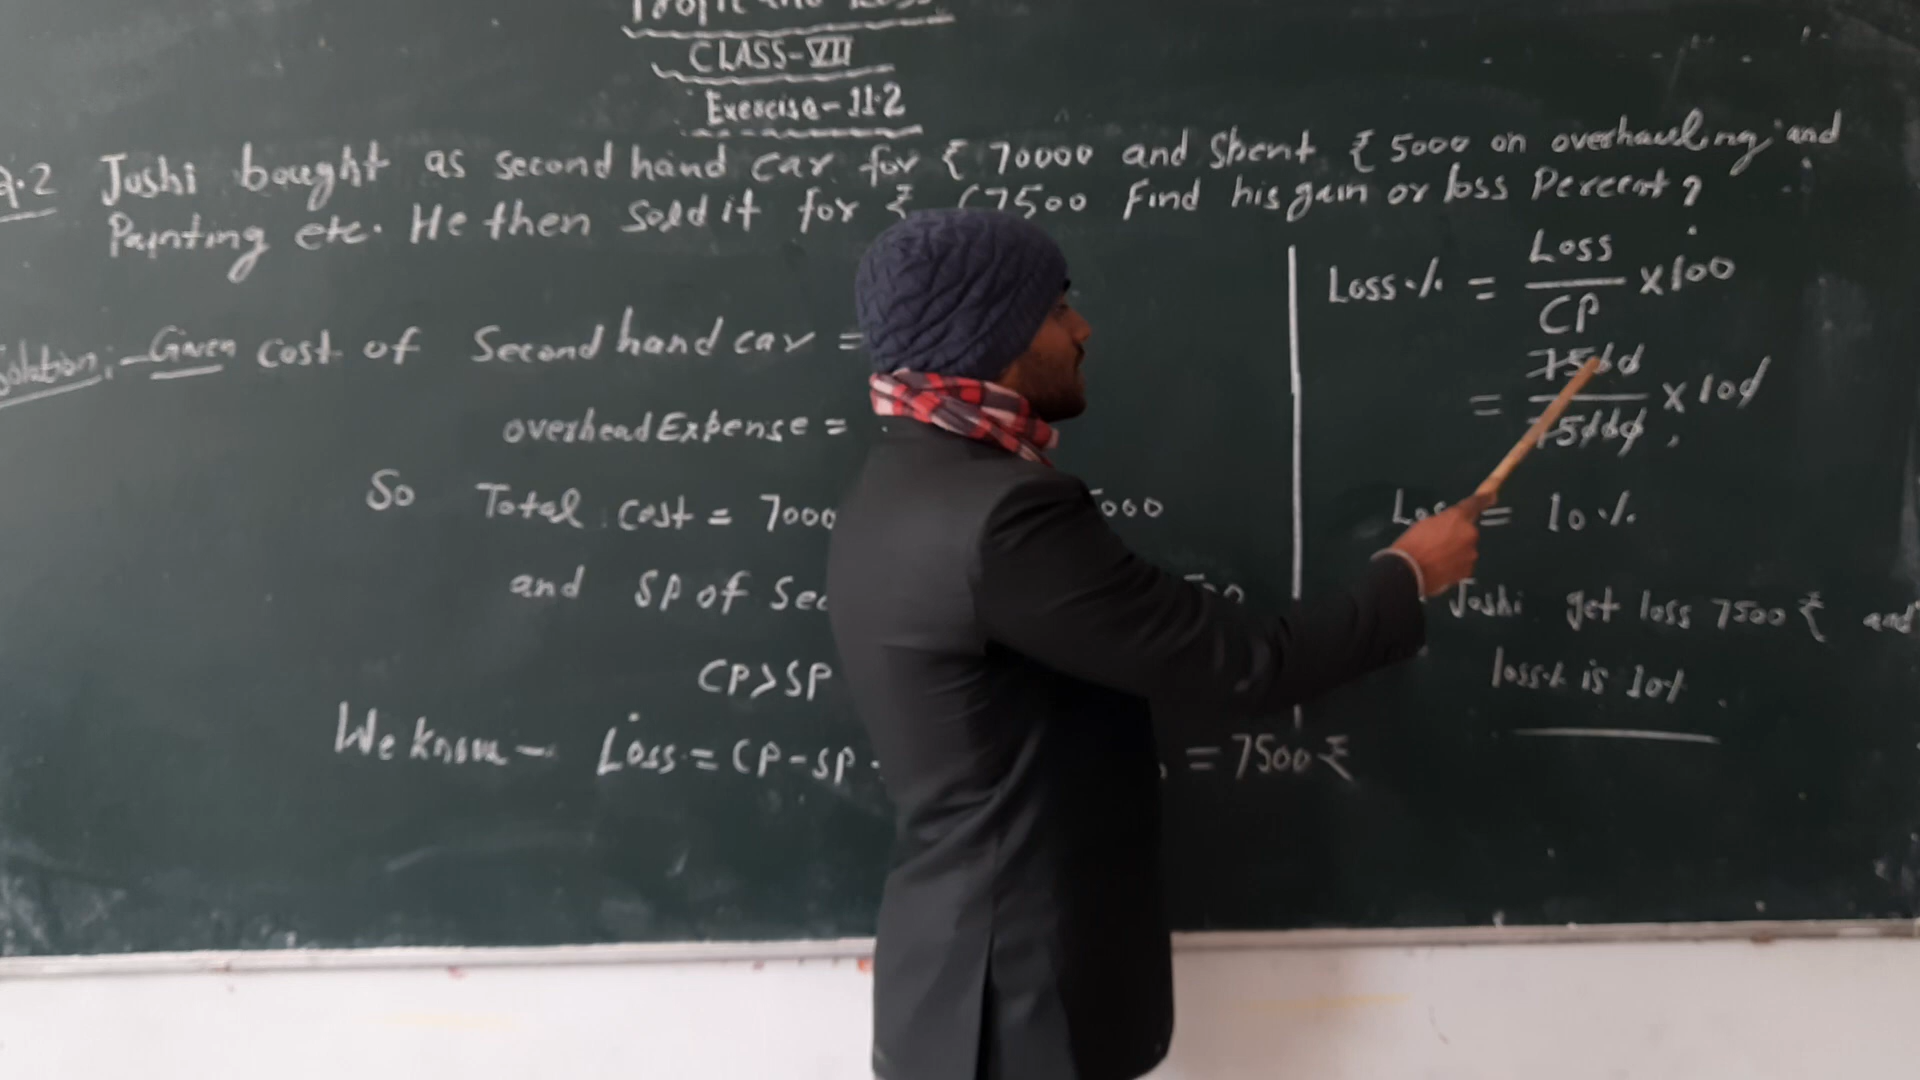 CLASS-VII
Exercise-11.2
Q.2 Joshi bought as second hand car for ₹ 70000 and Spent ₹ 5000 on overhauling and
Painting etc. He then sold it for ₹ 67500 Find his gain or loss Percent?
Solution:- Given cost of Second hand car =
overhead Expense =
So Total cost = 7000 5000
and SP of Sec
CP>SP
We know - Loss = CP-SP = 7500 ₹
Loss % = Loss/CP x 100
= 7500/75000 x 100
= 10 %
Joshi get loss 7500 ₹ and
loss % is 10%